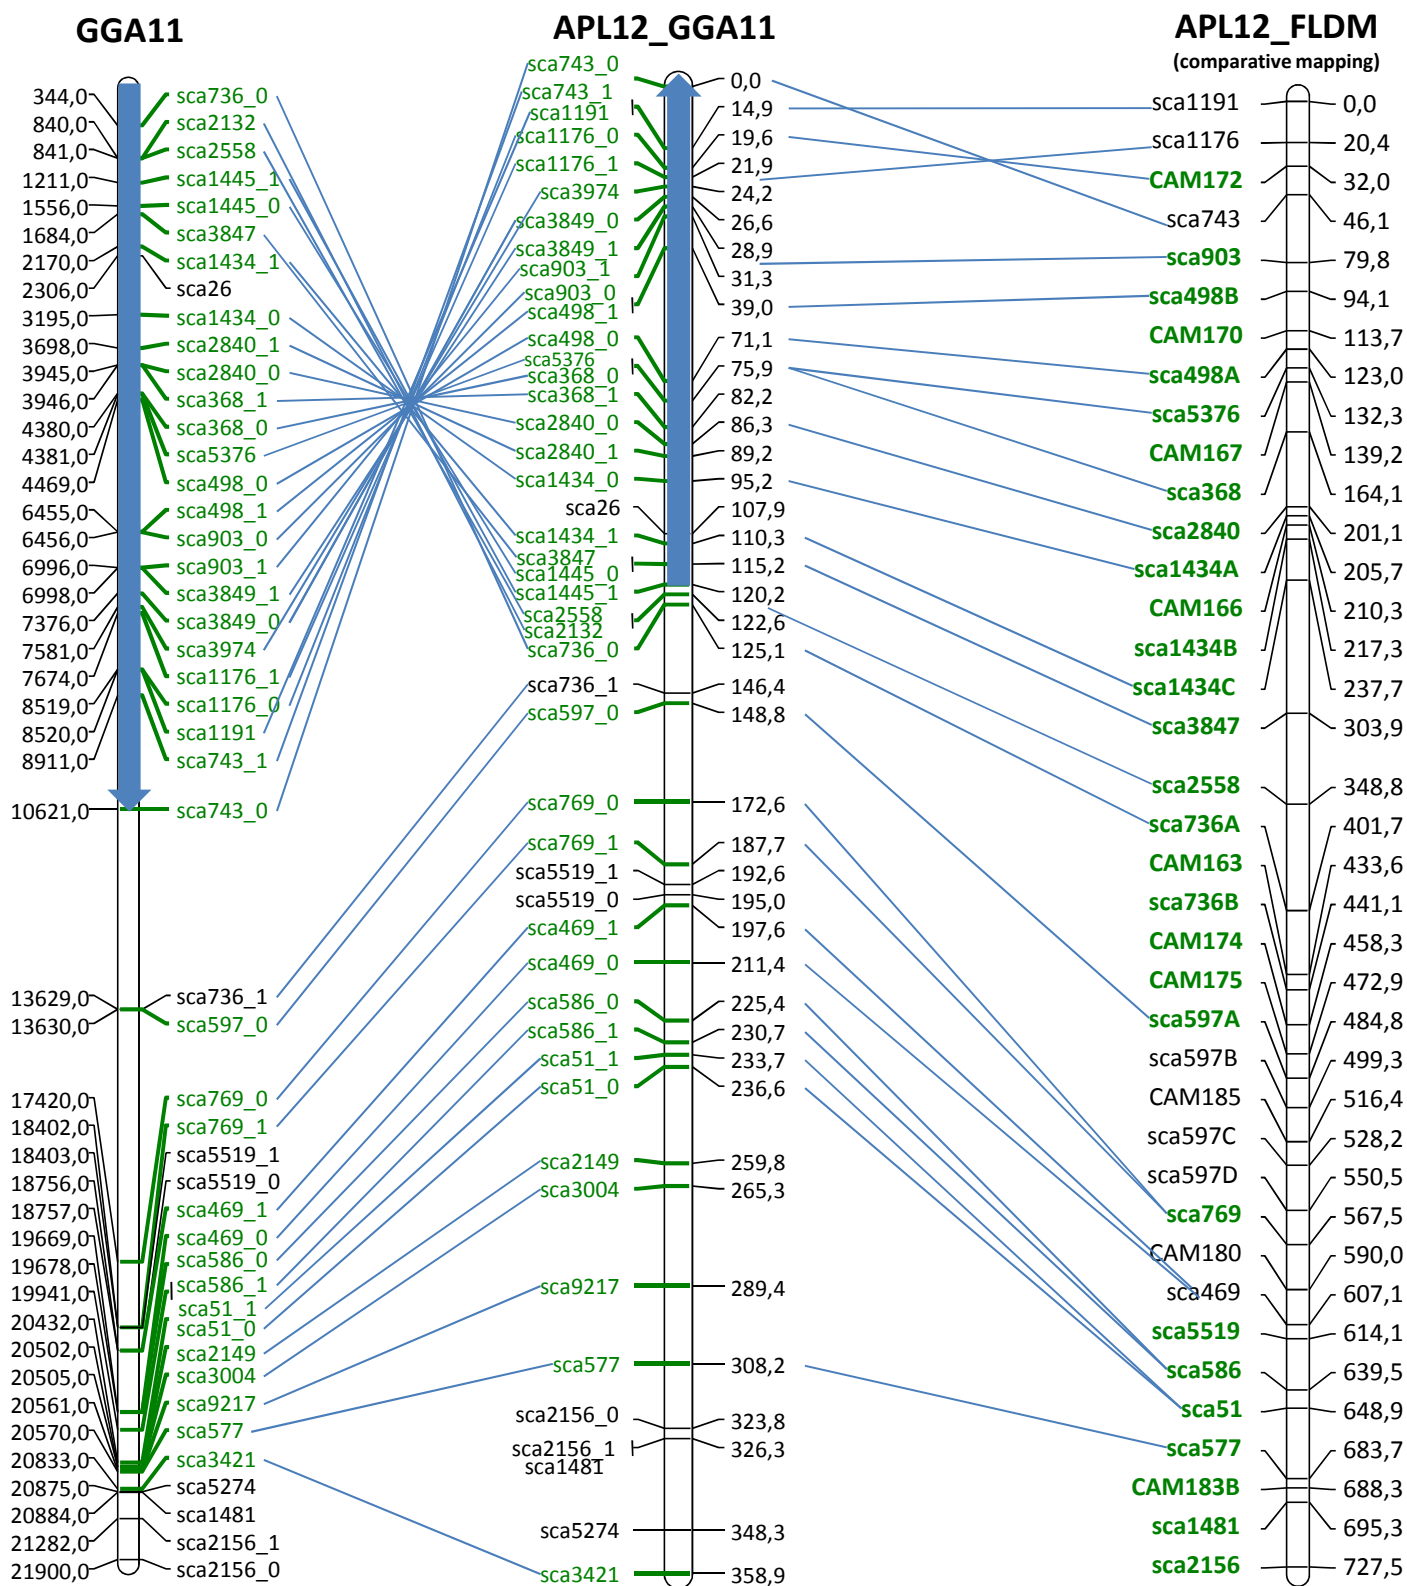 GGA11
344,0
840,0
841,0
1211,0
1556,0
1684,0
2170,0
2306,0
3195,0
3698,0
3945,0
3946,0
4380,0
4381,0
4469,0
6455,0
6456,0
6996,0
6998,0
7376,0
7581,0
7674,0
8519,0
8520,0
8911,0
10621,0
13629,0
13630,0
17420,0
18402,0
18403,0
18756,0
18757,0
19669,0
19678,0
19941,0
20432,0
20502,0
20505,0
20561,0
20570,0
20833,0
20875,0
20884,0
21282,0
21900,0
sca736_0
sca2132
sca2558
sca1445_1
sca1445_0
sca3847
sca1434_1
sca26
sca1434_0
sca2840_1
sca2840_0
sca368_1
sca368_0
sca5376
sca498_0
sca498_1
sca903_0
sca903_1
sca3849_1
sca3849_0
sca3974
sca1176_1
sca1176_0
sca1191
sca743_1
sca743_0
sca736_1
sca597_0
sca769_0
sca769_1
sca5519_1
sca5519_0
sca469_1
sca469_0
sca586_0
sca586_1
sca51_1
sca51_0
sca2149
sca3004
sca9217
sca577
sca3421
sca5274
sca1481
sca2156_1
sca2156_0
APL12_GGA11
sca743_0
sca743_1
sca1191
sca1176_0
sca1176_1
sca3974
sca3849_0
sca3849_1
sca903_1
sca903_0
sca498_1
sca498_0
sca5376
sca368_0
sca368_1
sca2840_0
sca2840_1
sca1434_0
sca26
sca1434_1
sca3847
sca1445_0
sca1445_1
sca2558
sca2132
sca736_0
sca736_1
sca597_0
sca769_0
sca769_1
sca5519_1
sca5519_0
sca469_1
sca469_0
sca586_0
sca586_1
sca51_1
sca51_0
sca2149
sca3004
sca9217
sca577
sca2156_0
sca2156_1
sca1481
sca5274
sca3421
0,0
14,9
19,6
21,9
24,2
26,6
28,9
31,3
39,0
71,1
75,9
82,2
86,3
89,2
95,2
107,9
110,3
115,2
120,2
122,6
125,1
146,4
148,8
172,6
187,7
192,6
195,0
197,6
211,4
225,4
230,7
233,7
236,6
259,8
265,3
289,4
308,2
323,8
326,3
348,3
358,9
APL12_FLDM
(comparative mapping)
sca1191
sca1176
CAM172
sca743
sca903
sca498B
CAM170
sca498A
sca5376
CAM167
sca368
sca2840
sca1434A
CAM166
sca1434B
sca1434C
sca3847
sca2558
sca736A
CAM163
sca736B
CAM174
CAM175
sca597A
sca597B
CAM185
sca597C
sca597D
sca769
CAM180
sca469
sca5519
sca586
sca51
sca577
CAM183B
sca1481
sca2156
0,0
20,4
32,0
46,1
79,8
94,1
113,7
123,0
132,3
139,2
164,1
201,1
205,7
210,3
217,3
237,7
303,9
348,8
401,7
433,6
441,1
458,3
472,9
484,8
499,3
516,4
528,2
550,5
567,5
590,0
607,1
614,1
639,5
648,9
683,7
688,3
695,3
727,5